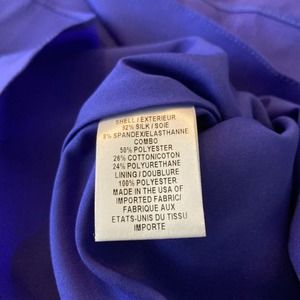 SHELL / EXTERIEUR
92% SILK / SOIE
8% SPANDEX/ELASTHANNE
COMBO
50% POLYESTER
26% COTTON/COTON
24% POLYURETHANE
LINING / DOUBLURE
100% POLYESTER
MADE IN THE USA OF
IMPORTED FABRIC/
FABRIQUE AUX
ETATS-UNIS DU TISSU
IMPORTE